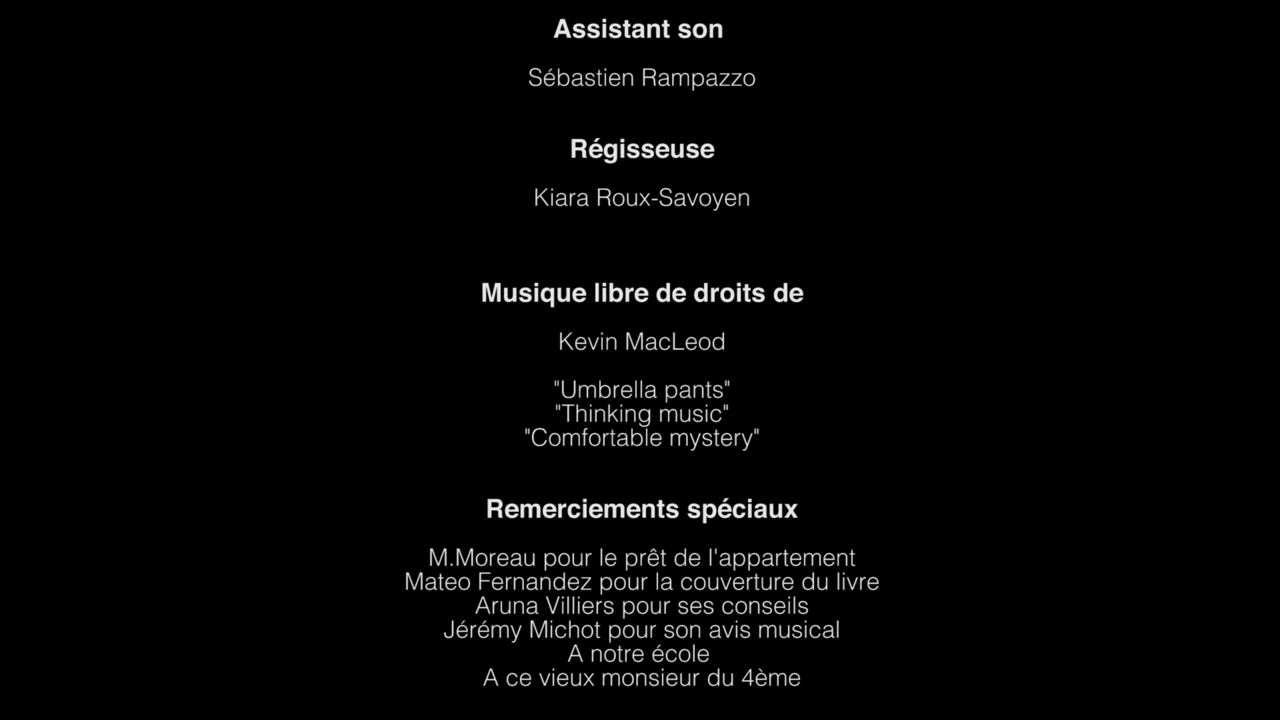 Assistant son
Sébastien Rampazzo
Régisseuse
Kiara Roux-Savoyen
Musique libre de droits de
Kevin MacLeod
"Umbrella pants"
"Thinking music"
"Comfortable mystery"
Remerciements spéciaux
M.Moreau pour le prêt de l'appartement
Mateo Fernandez pour la couverture du livre
Aruna Villiers pour ses conseils
Jérémy Michot pour son avis musical
A notre école
A ce vieux monsieur du 4ème